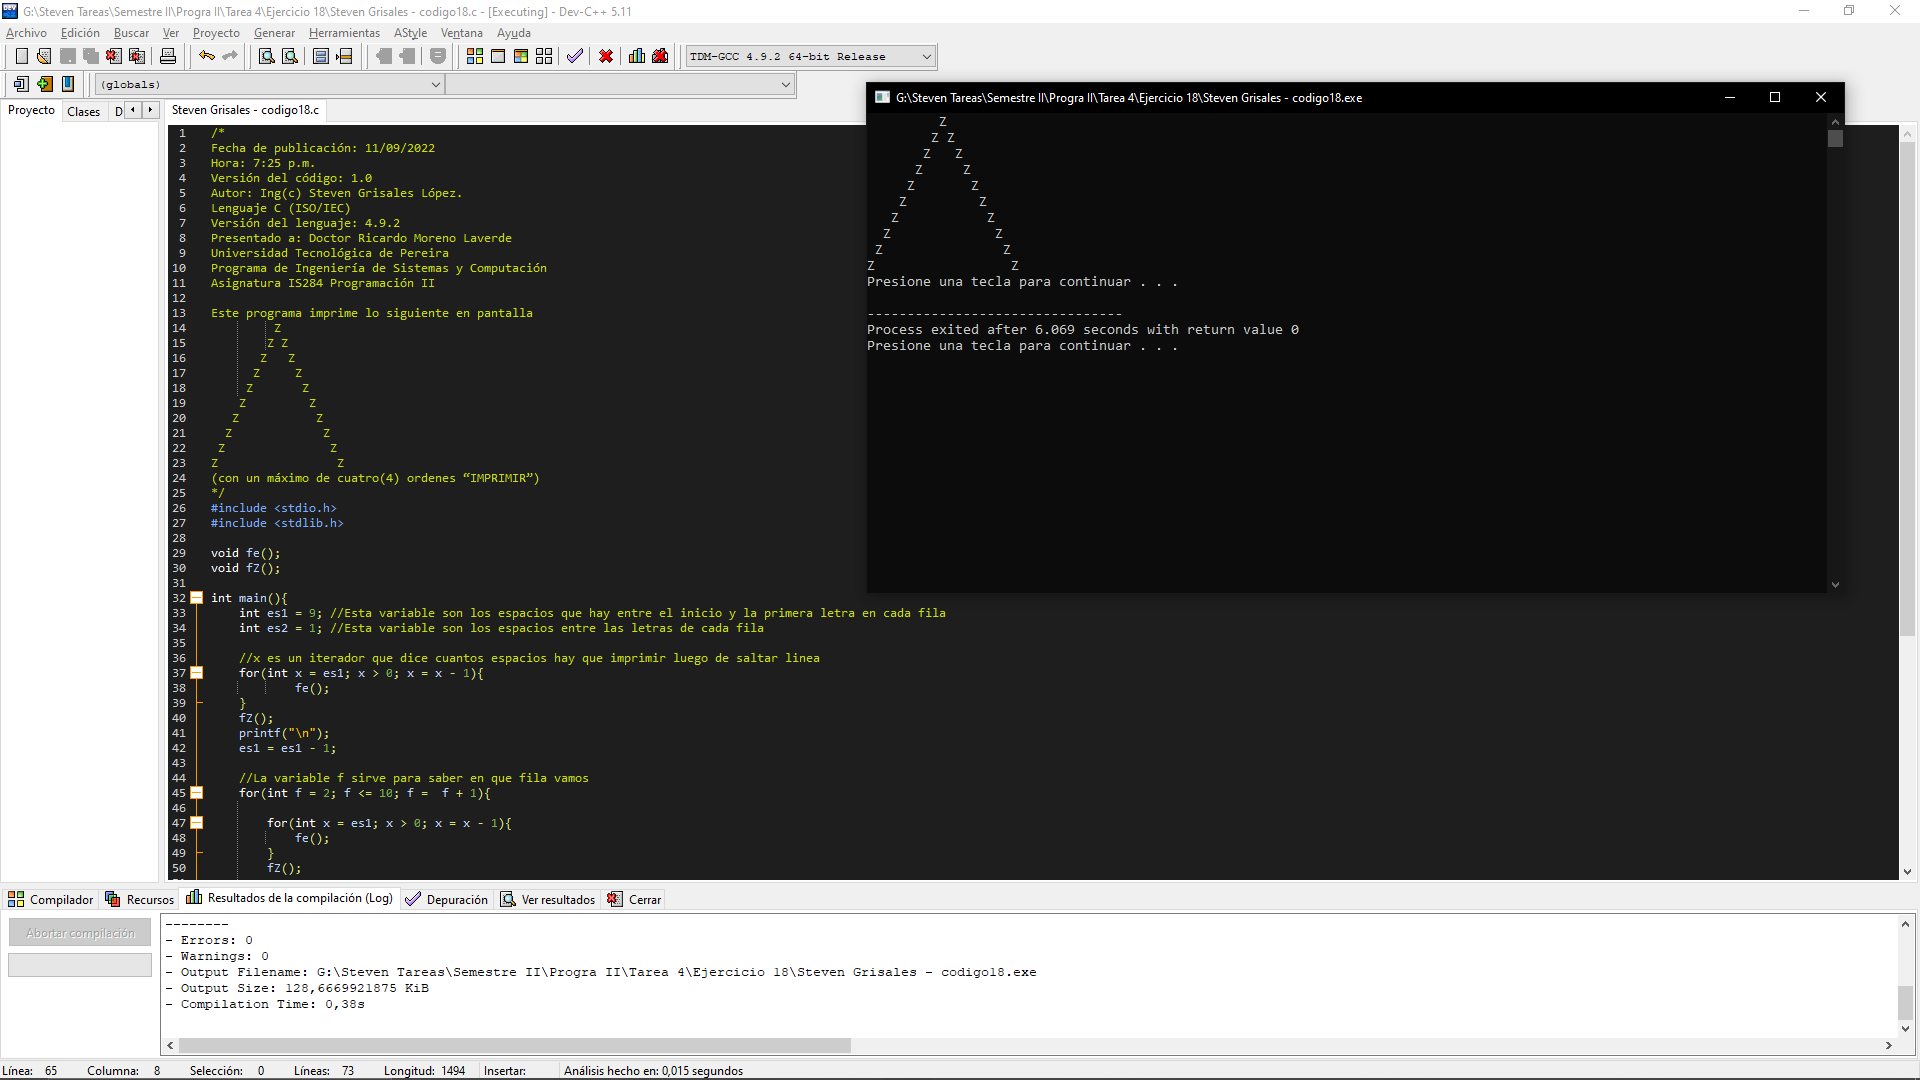 G:\Steven Tareas\Semestre II\Progra II\Tarea 4\Ejercicio 18\Steven Grisales - codigo18.c - [Executing] - Dev-C++ 5.11
Archivo Edición Buscar Ver Proyecto Generar Herramientas AStyle Ventana Ayuda
TDM-GCC 4.9.2 64-bit Release
(globals)
Proyecto Clases D
Steven Grisales - codigo18.c
1 /*
2 Fecha de publicación: 11/09/2022
3 Hora: 7:25 p.m.
4 Versión del código: 1.0
5 Autor: Ing(c) Steven Grisales López.
6 Lenguaje C (ISO/IEC)
7 Versión del lenguaje: 4.9.2
8 Presentado a: Doctor Ricardo Moreno Laverde
9 Universidad Tecnológica de Pereira
10 Programa de Ingeniería de Sistemas y Computación
11 Asignatura IS284 Programación II
12
13 Este programa imprime lo siguiente en pantalla
14          Z
15         Z Z
16        Z   Z
17       Z     Z
18      Z       Z
19     Z         Z
20    Z           Z
21   Z             Z
22  Z               Z
23 Z                 Z
24 (con un máximo de cuatro(4) ordenes “IMPRIMIR”)
25 */
26 #include <stdio.h>
27 #include <stdlib.h>
28
29 void fe();
30 void fZ();
31
32 int main(){
33     int es1 = 9; //Esta variable son los espacios que hay entre el inicio y la primera letra en cada fila
34     int es2 = 1; //Esta variable son los espacios entre las letras de cada fila
35
36     //x es un iterador que dice cuantos espacios hay que imprimir luego de saltar linea
37     for(int x = es1; x > 0; x = x - 1){
38             fe();
39     }
40     fZ();
41     printf("\n");
42     es1 = es1 - 1;
43
44     //La variable f sirve para saber en que fila vamos
45     for(int f = 2; f <= 10; f =  f + 1){
46
47         for(int x = es1; x > 0; x = x - 1){
48             fe();
49         }
50         fZ();
G:\Steven Tareas\Semestre II\Progra II\Tarea 4\Ejercicio 18\Steven Grisales - codigo18.exe
         Z
        Z Z
       Z   Z
      Z     Z
     Z       Z
    Z         Z
   Z           Z
  Z             Z
 Z               Z
Z                 Z
Presione una tecla para continuar . . .
--------------------------------
Process exited after 6.069 seconds with return value 0
Presione una tecla para continuar . . .
Compilador Recursos Resultados de la compilación (Log) Depuración Ver resultados Cerrar
Abortar compilación
--------
- Errors: 0
- Warnings: 0
- Output Filename: G:\Steven Tareas\Semestre II\Progra II\Tarea 4\Ejercicio 18\Steven Grisales - codigo18.exe
- Output Size: 128,6669921875 KiB
- Compilation Time: 0,38s
Línea: 65 Columna: 8 Selección: 0 Líneas: 73 Longitud: 1494 Insertar: Análisis hecho en: 0,015 segundos